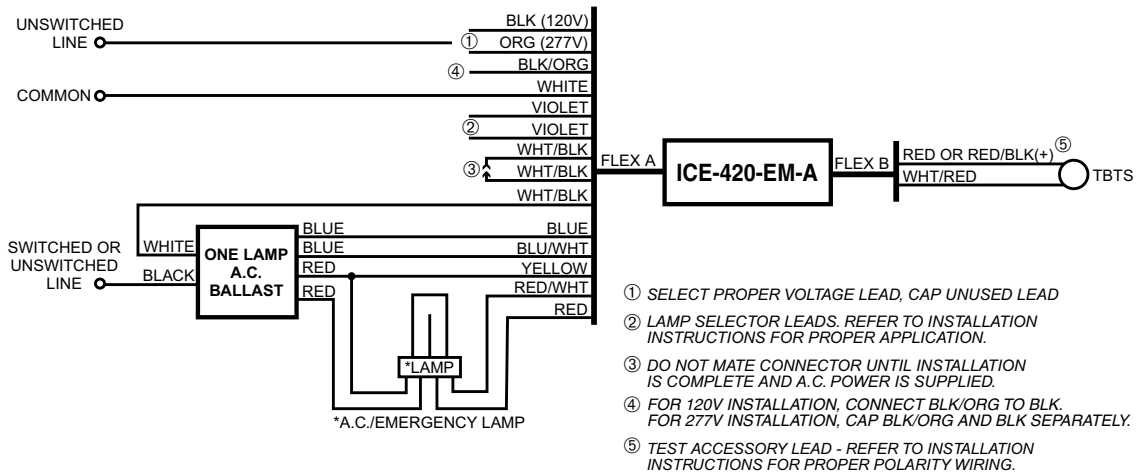 UNSWITCHED
LINE
BLK (120V)
① ORG (277V)
④ BLK/ORG
COMMON
WHITE
VIOLET
② VIOLET
WHT/BLK
③ WHT/BLK
WHT/BLK
FLEX A
ICE-420-EM-A
FLEX B
RED OR RED/BLK(+) ⑤
WHT/RED
TBTS
SWITCHED OR
UNSWITCHED
LINE
WHITE
BLACK
ONE LAMP
A.C.
BALLAST
BLUE
BLUE
RED
RED
BLUE
BLU/WHT
YELLOW
RED/WHT
RED
*LAMP
*A.C./EMERGENCY LAMP
① SELECT PROPER VOLTAGE LEAD, CAP UNUSED LEAD
② LAMP SELECTOR LEADS. REFER TO INSTALLATION
INSTRUCTIONS FOR PROPER APPLICATION.
③ DO NOT MATE CONNECTOR UNTIL INSTALLATION
IS COMPLETE AND A.C. POWER IS SUPPLIED.
④ FOR 120V INSTALLATION, CONNECT BLK/ORG TO BLK.
FOR 277V INSTALLATION, CAP BLK/ORG AND BLK SEPARATELY.
⑤ TEST ACCESSORY LEAD - REFER TO INSTALLATION
INSTRUCTIONS FOR PROPER POLARITY WIRING.